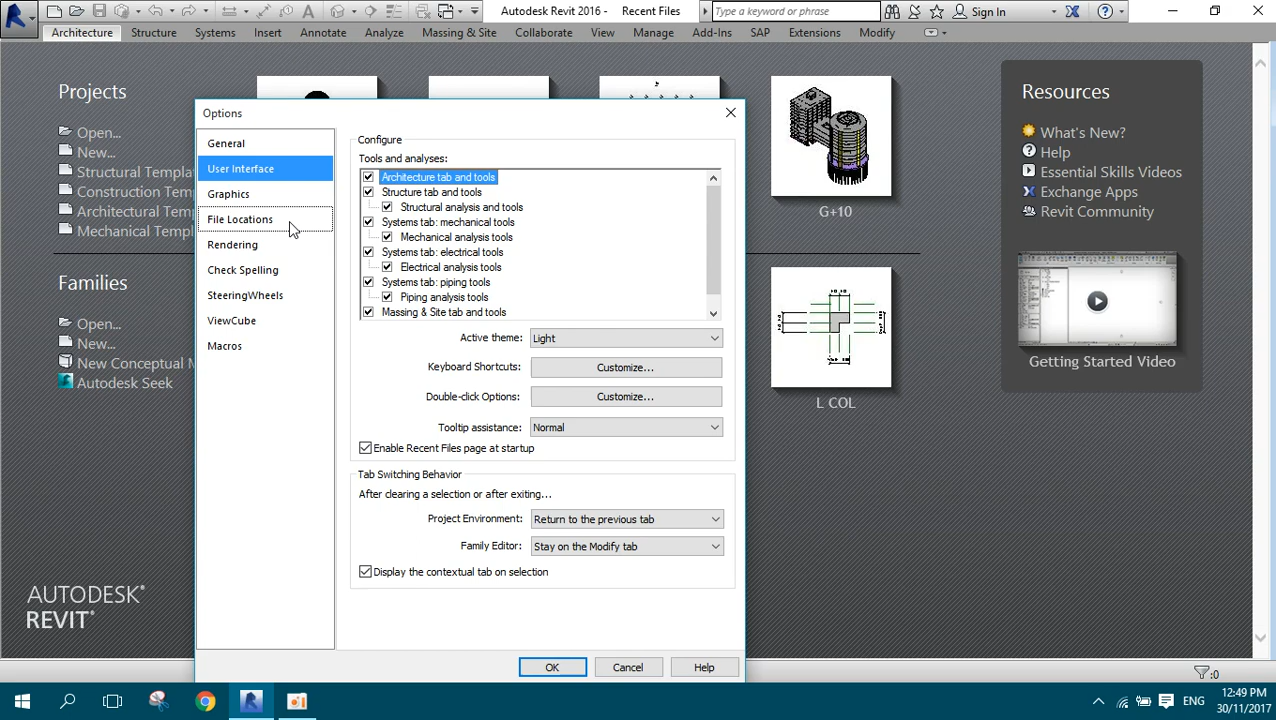 Autodesk Revit 2016 - Recent Files
Type a keyword or phrase
Sign In
Architecture Structure Systems Insert Annotate Analyze Massing & Site Collaborate View Manage Add-Ins SAP Extensions Modify
Projects
Open...
New...
Structural Templa
Construction Temp
Architectural Tem
Mechanical Templ
Families
Open...
New...
New Conceptual M
Autodesk Seek
AUTODESK®
REVIT®
Options
General
User Interface
Graphics
File Locations
Rendering
Check Spelling
SteeringWheels
ViewCube
Macros
Configure
Tools and analyses:
Architecture tab and tools
Structure tab and tools
Structural analysis and tools
Systems tab: mechanical tools
Mechanical analysis tools
Systems tab: electrical tools
Electrical analysis tools
Systems tab: piping tools
Piping analysis tools
Massing & Site tab and tools
Active theme: Light
Keyboard Shortcuts: Customize...
Double-click Options: Customize...
Tooltip assistance: Normal
Enable Recent Files page at startup
Tab Switching Behavior
After clearing a selection or after exiting...
Project Environment: Return to the previous tab
Family Editor: Stay on the Modify tab
Display the contextual tab on selection
OK Cancel Help
G+10
L COL
Resources
What's New?
Help
Essential Skills Videos
Exchange Apps
Revit Community
Getting Started Video
:0
ENG
12:49 PM
30/11/2017